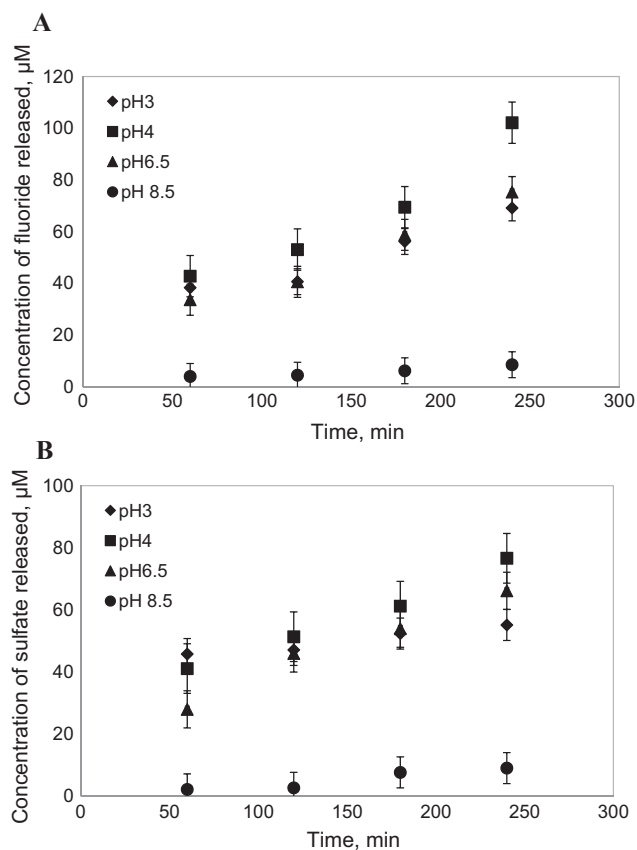 A
Concentration of fluoride released, µM
120
100
80
60
40
20
0
pH3
pH4
pH6.5
pH 8.5
0 50 100 150 200 250 300
Time, min
B
Concentration of sulfate released, µM
100
80
60
40
20
0
pH3
pH4
pH6.5
pH 8.5
0 50 100 150 200 250 300
Time, min